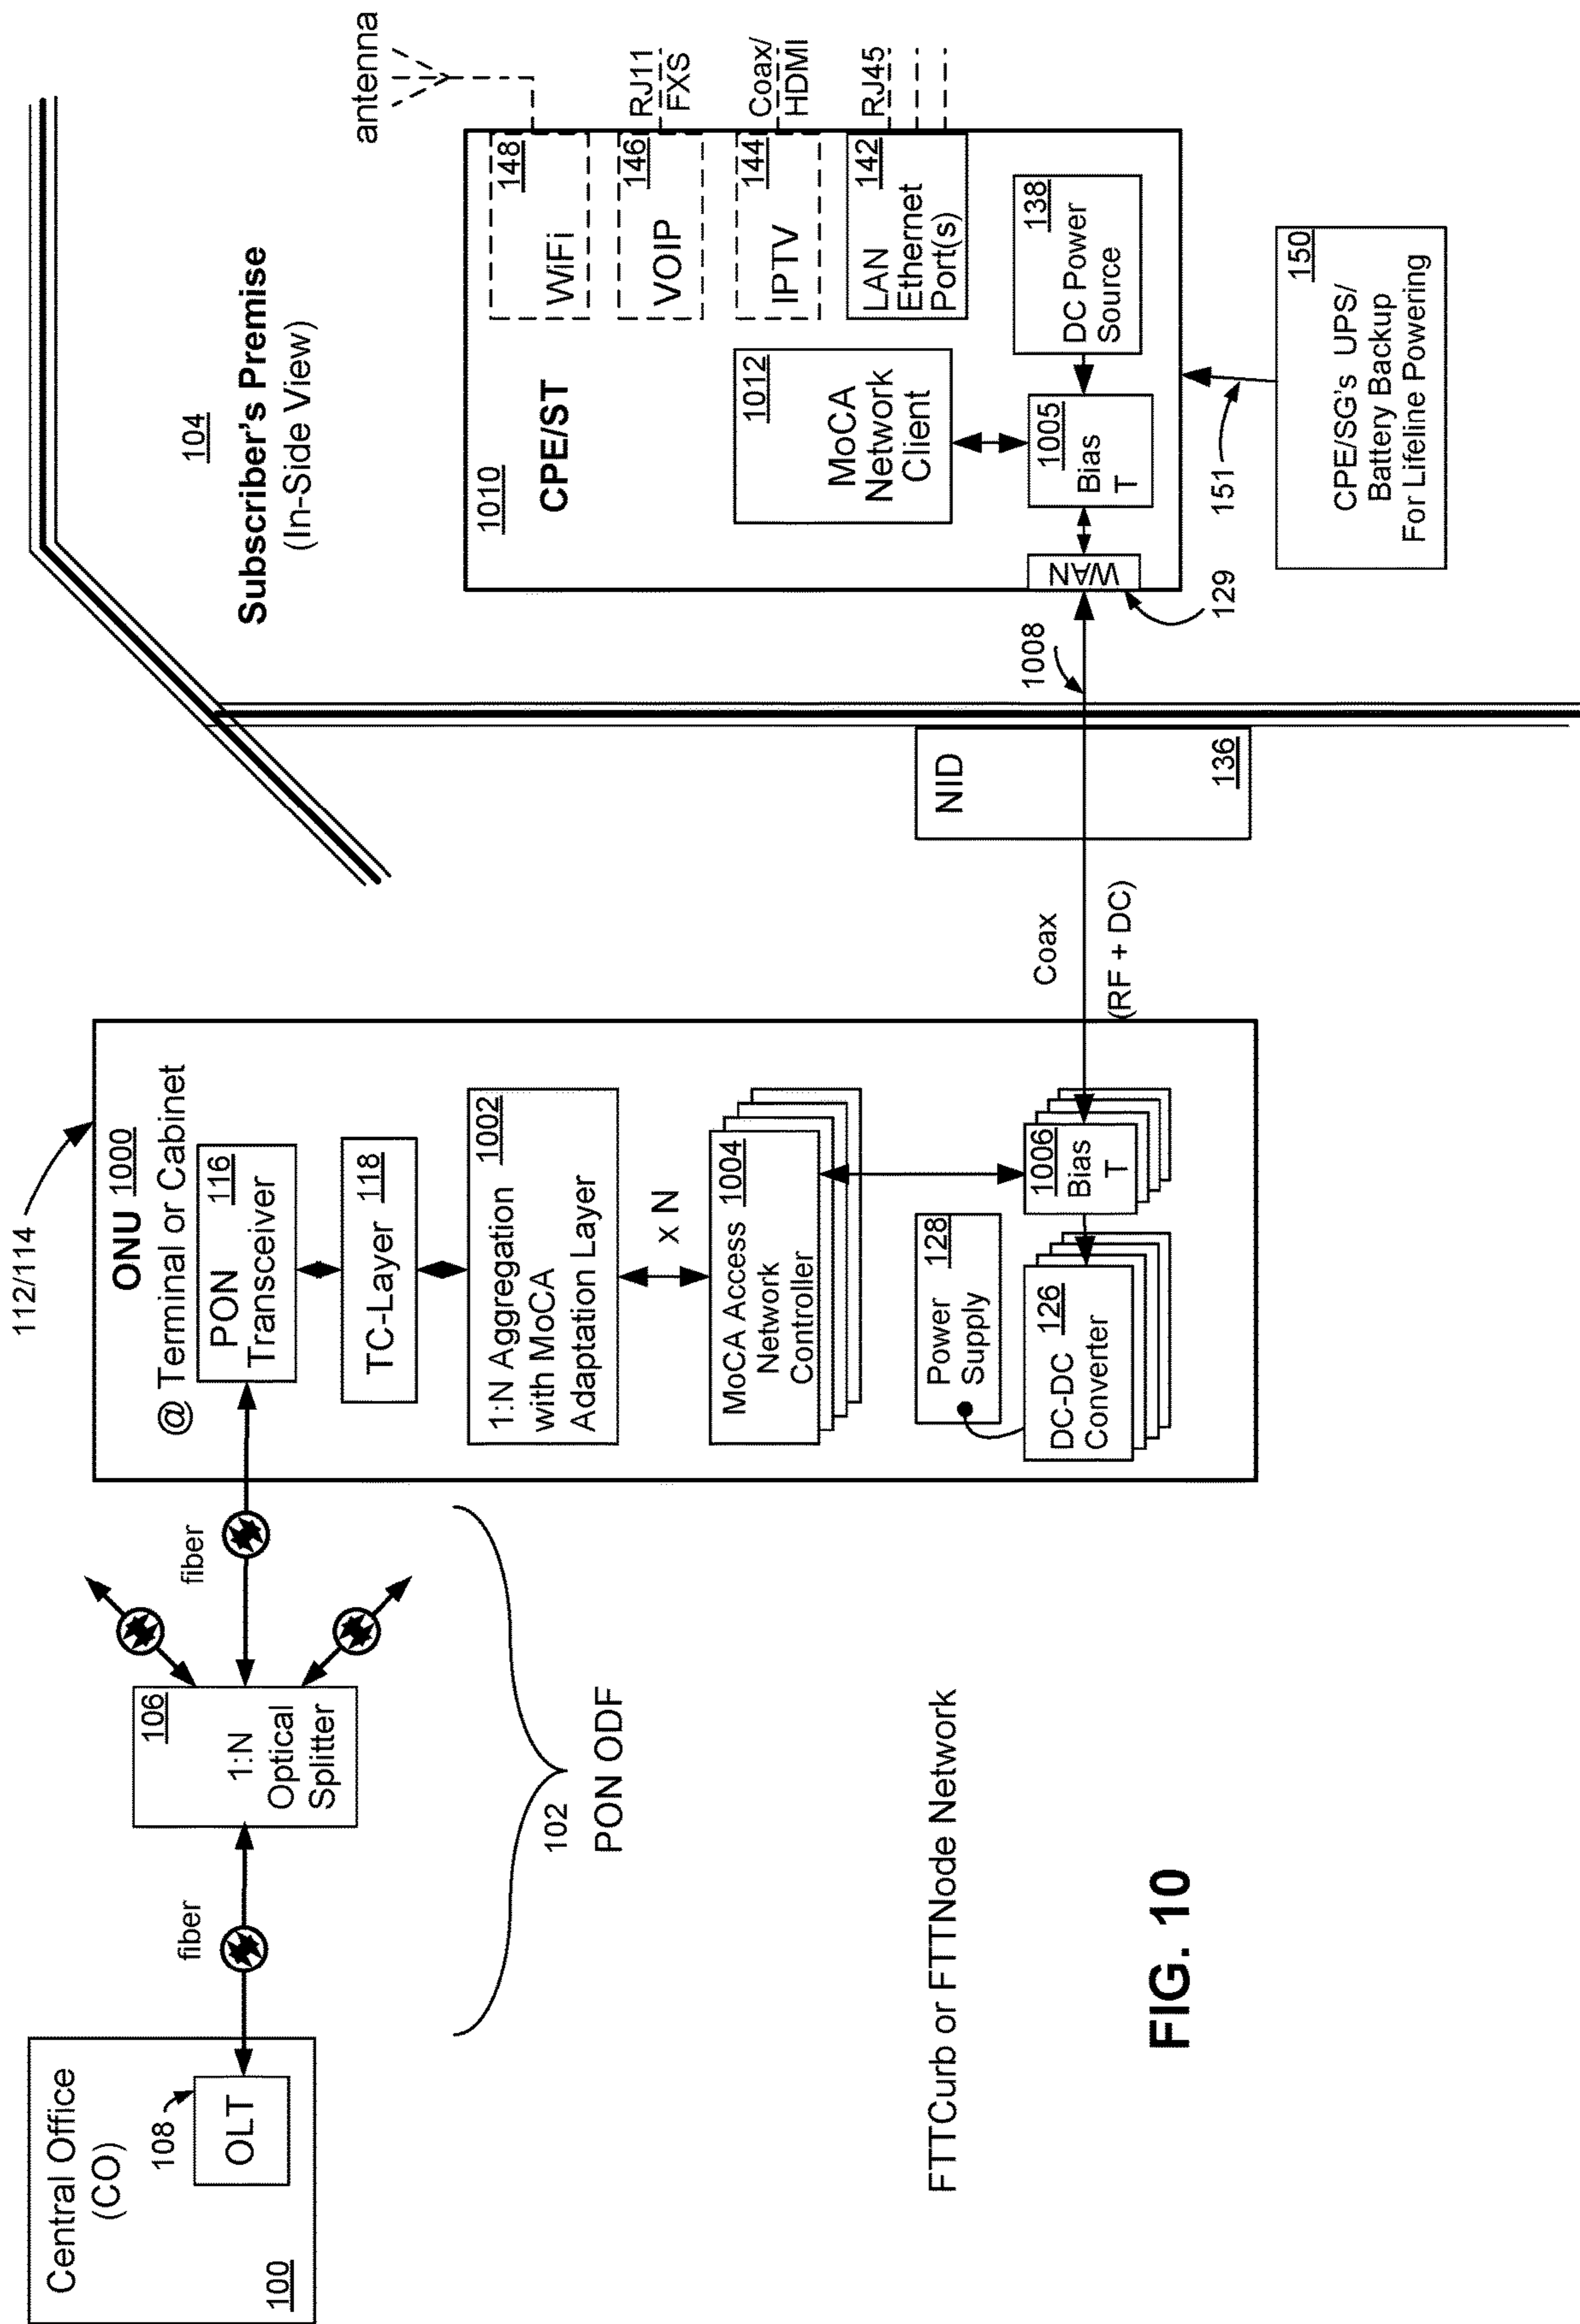 Central Office
(CO)
100
108
OLT
fiber
106
1:N
Optical
Splitter
fiber
102
PON ODF
112/114
ONU 1000
@ Terminal or Cabinet
PON 116
Transceiver
TC-Layer 118
1:N Aggregation 1002
with MoCA
Adaptation Layer
x N
MoCA Access 1004
Network
Controller
Power 128
Supply
DC-DC 126
Converter
1006
Bias
T
Coax
(RF + DC)
NID
136
1008
104
Subscriber's Premise
(In-Side View)
1010
CPE/ST
WAN
129
1012
MoCA
Network
Client
1005
Bias
T
138
DC Power
Source
148
WiFi
146
VOIP
144
IPTV
142
LAN
Ethernet
Port(s)
antenna
RJ11
FXS
Coax/
HDMI
RJ45
151
150
CPE/SG's UPS/
Battery Backup
For Lifeline Powering
FTTCurb or FTTNode Network
FIG. 10